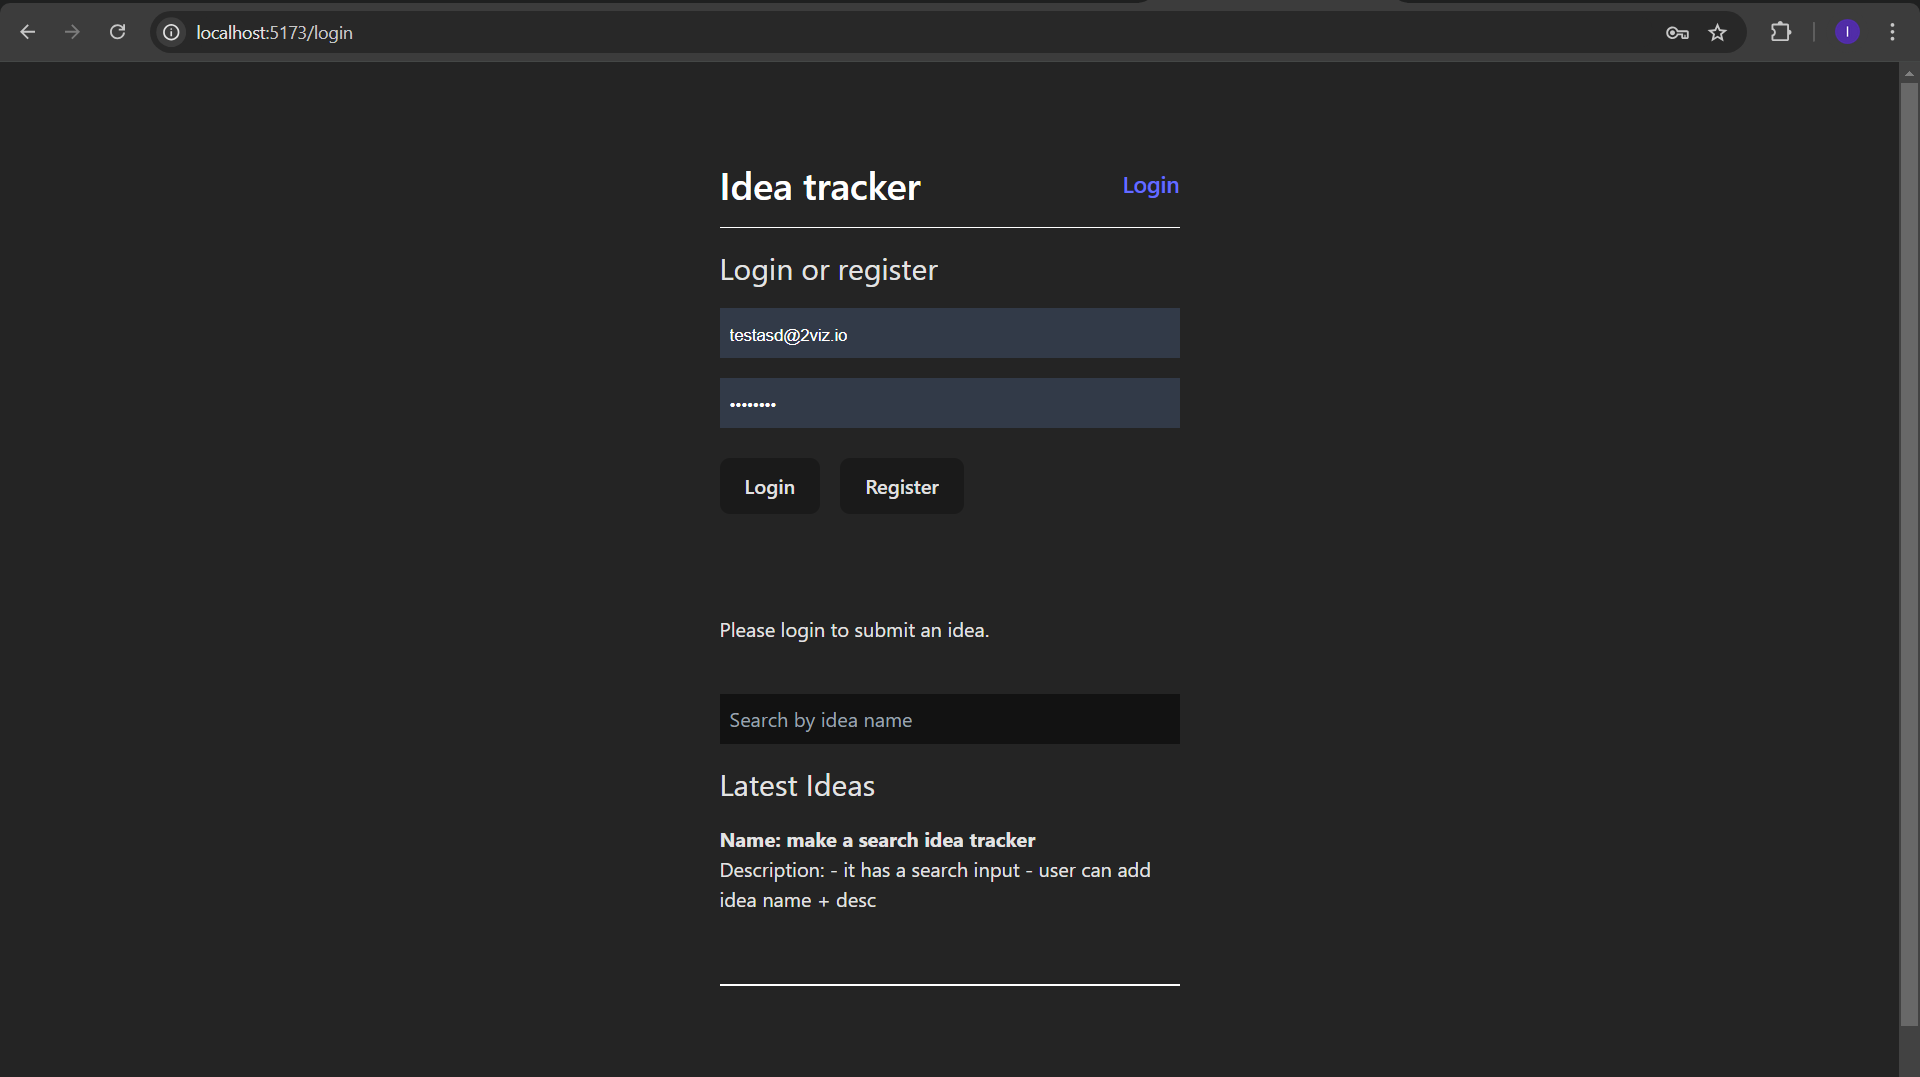 localhost:5173/login
I
Idea tracker
Login
Login or register
testasd@2viz.io
••••••••
Login
Register
Please login to submit an idea.
Search by idea name
Latest Ideas
Name: make a search idea tracker
Description: - it has a search input - user can add
idea name + desc